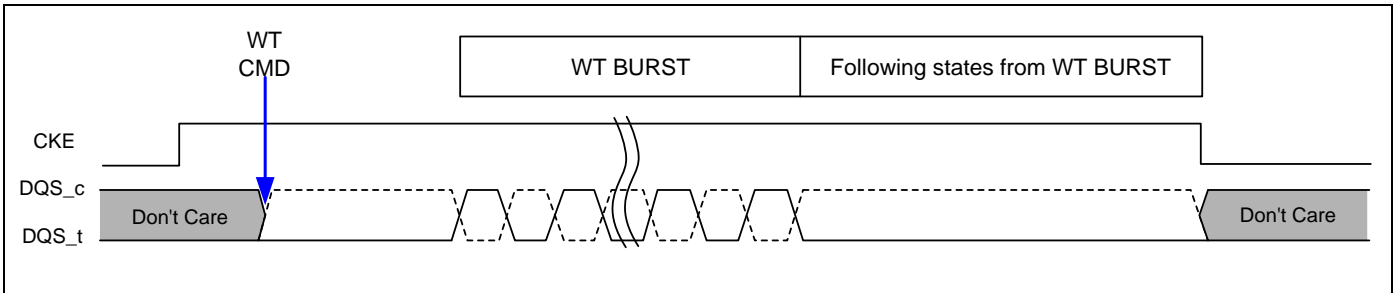 WT
CMD
WT BURST
Following states from WT BURST
CKE
DQS_c
Don't Care
Don't Care
DQS_t